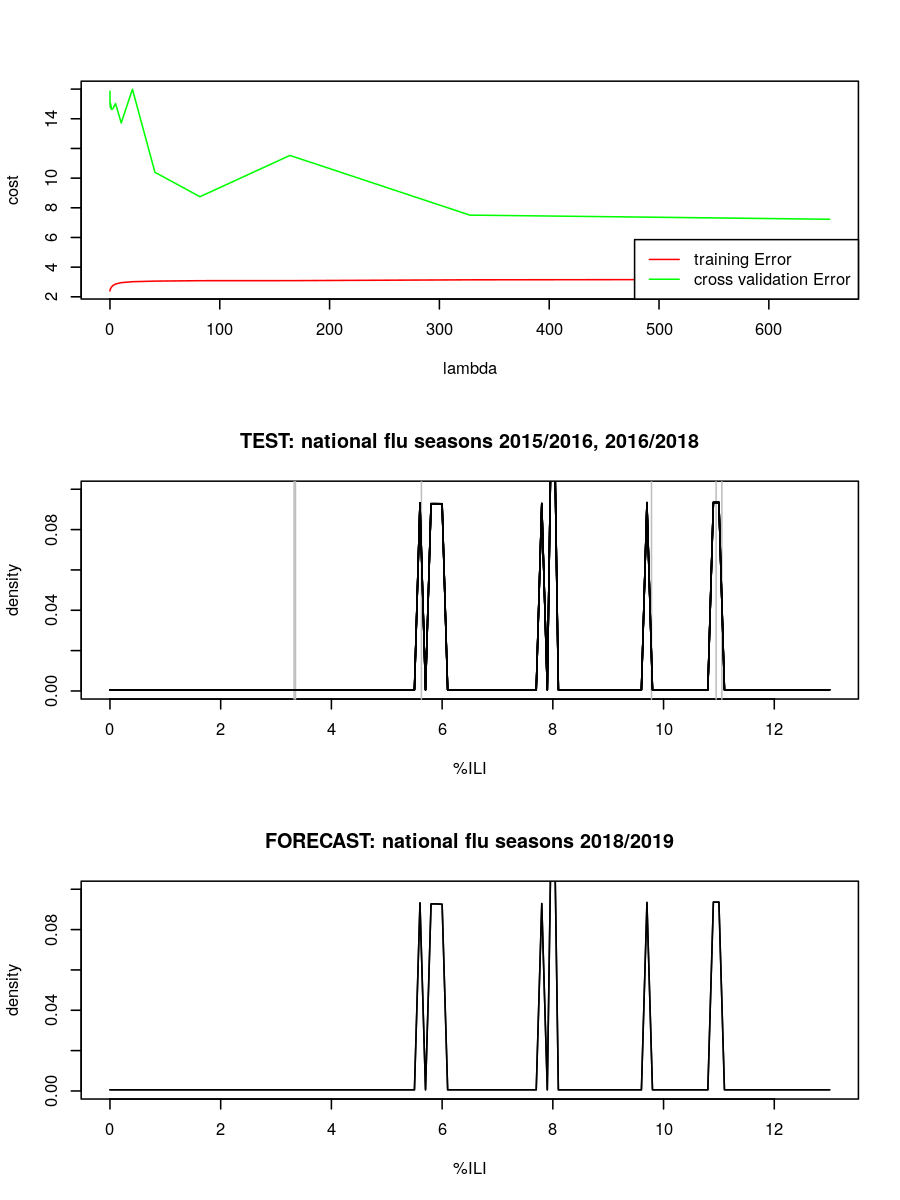 cost
14
10
8
6
4
2
training Error
cross validation Error
0 100 200 300 400 500 600
lambda
TEST: national flu seasons 2015/2016, 2016/2018
density
0.08
0.04
0.00
0 2 4 6 8 10 12
%ILI
FORECAST: national flu seasons 2018/2019
density
0.08
0.04
0.00
0 2 4 6 8 10 12
%ILI